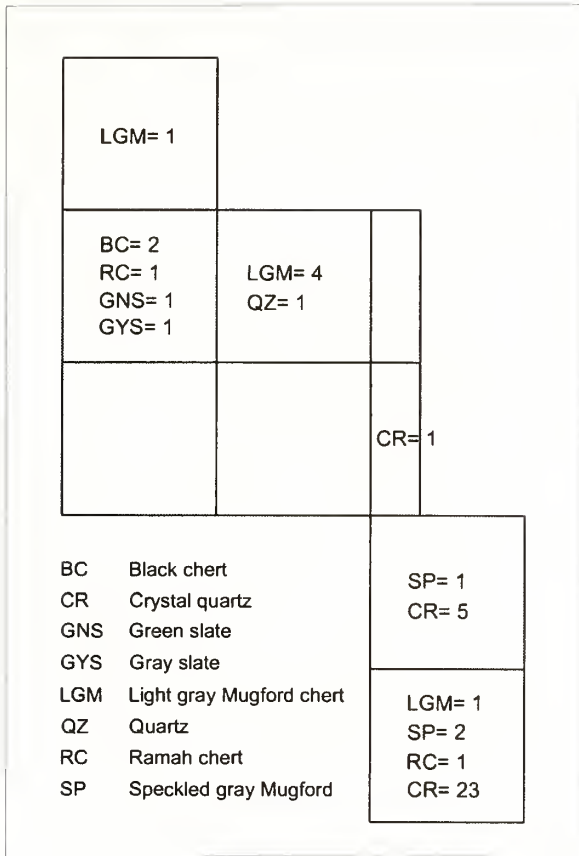 LGM= 1
BC= 2
RC= 1
GNS= 1
GYS= 1
LGM= 4
QZ= 1
CR= 1
SP= 1
CR= 5
LGM= 1
SP= 2
RC= 1
CR= 23
BC Black chert
CR Crystal quartz
GNS Green slate
GYS Gray slate
LGM Light gray Mugford chert
QZ Quartz
RC Ramah chert
SP Speckled gray Mugford